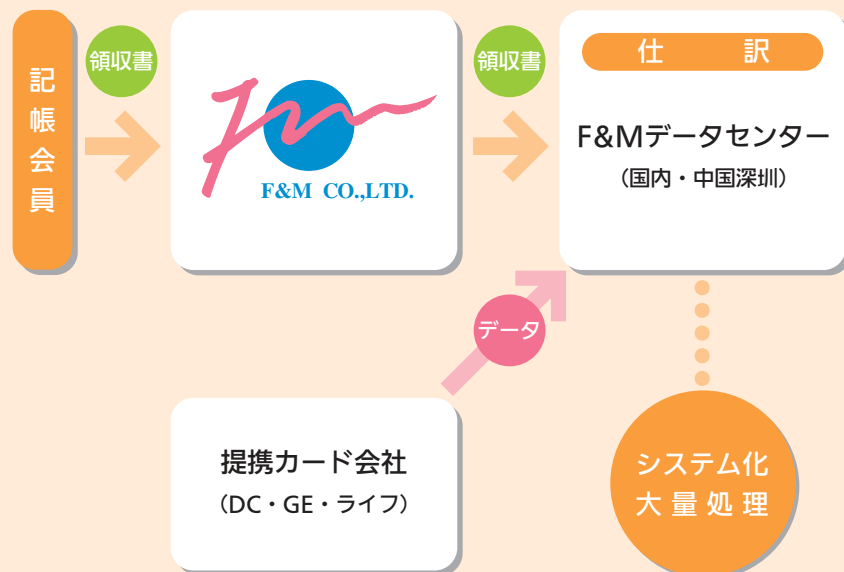 記帳会員
領収書
F&M CO.,LTD.
領収書
仕訳
F&Mデータセンター
（国内・中国深圳）
データ
提携カード会社
（DC・GE・ライフ）
システム化
大量処理